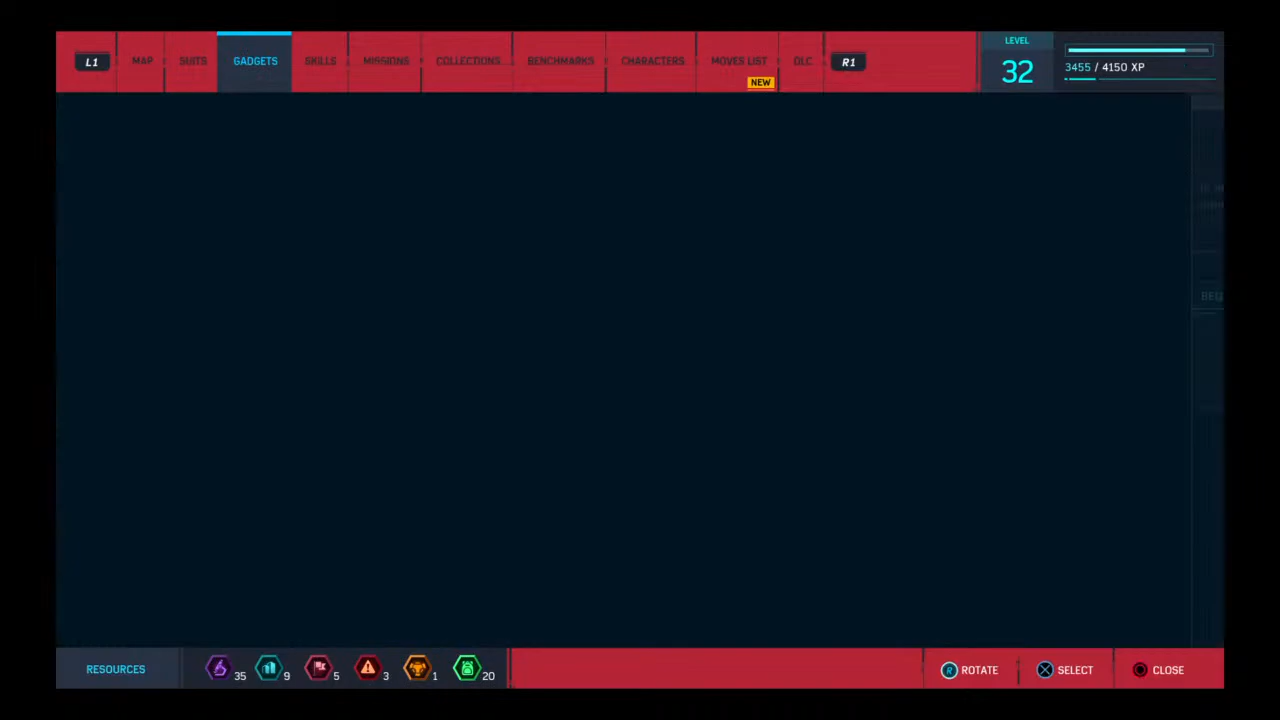 L1 MAP SUITS GADGETS SKILLS MISSIONS COLLECTIONS BENCHMARKS CHARACTERS MOVES LIST DLC R1
NEW
LEVEL
32
3455 / 4150 XP
RESOURCES 35 9 5 3 1 20 R ROTATE SELECT CLOSE